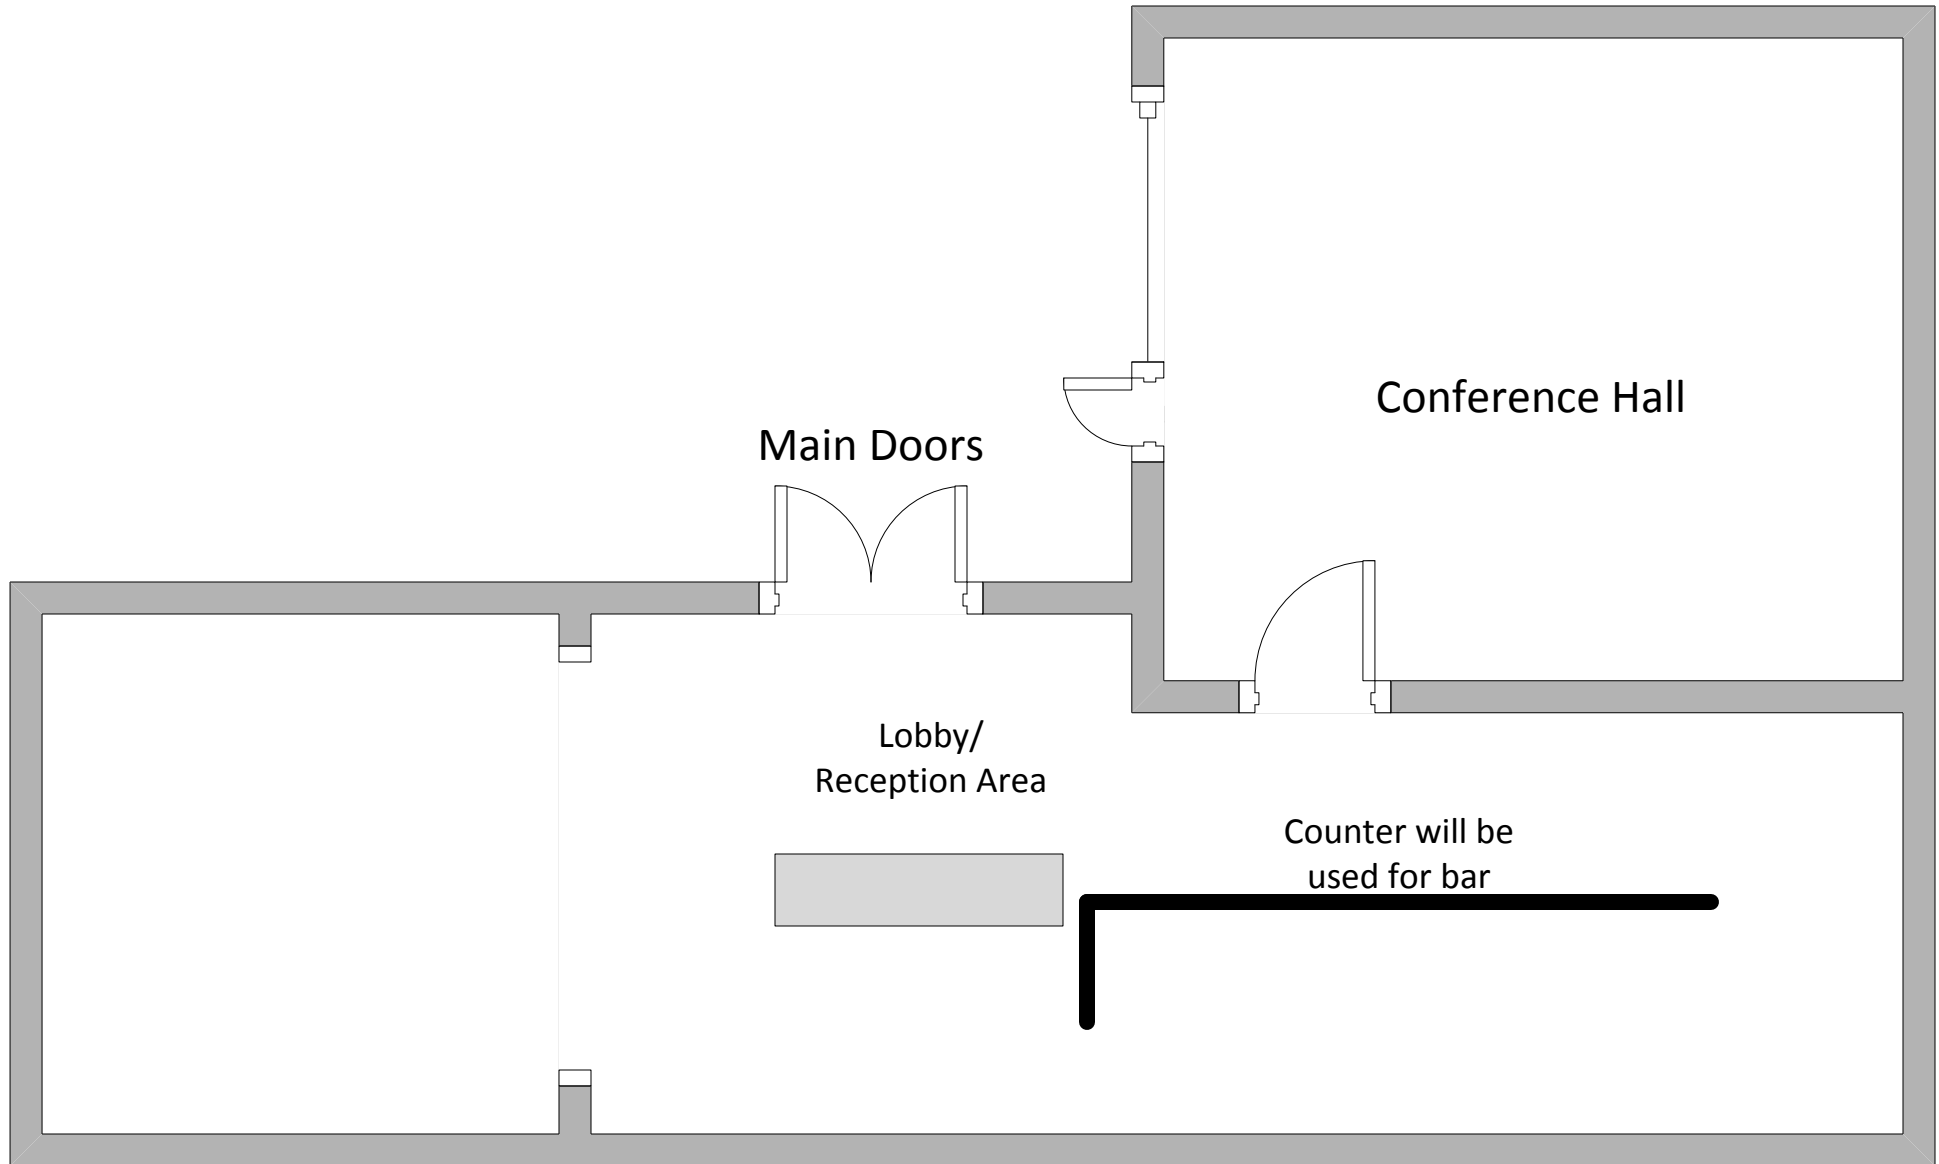 Conference Hall
Main Doors
Lobby/
Reception Area
Counter will be
used for bar